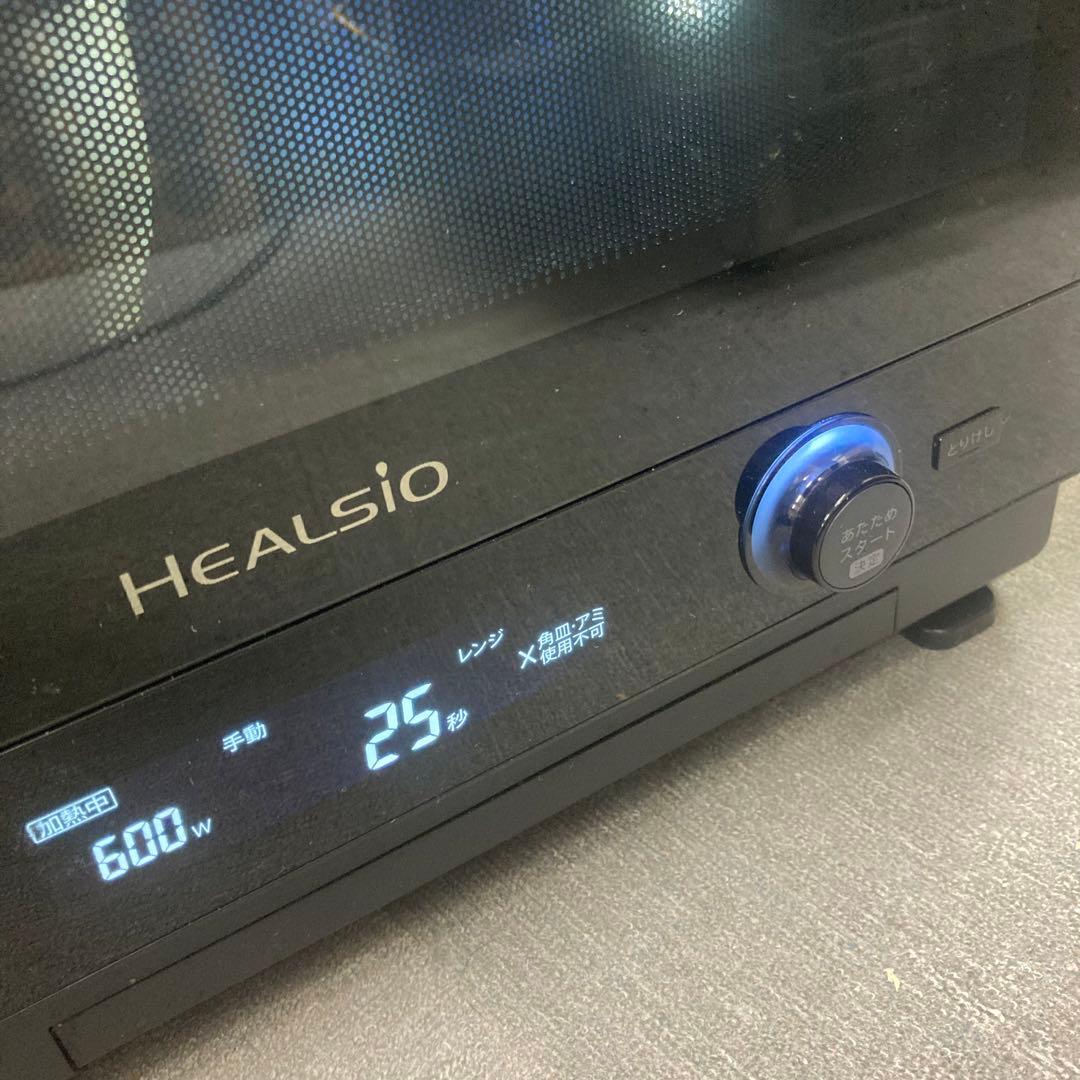 HEALSiO
とりけし
あたため
スタート
決定
レンジ
×角皿・アミ
使用不可
手動
25秒
加熱中
600W